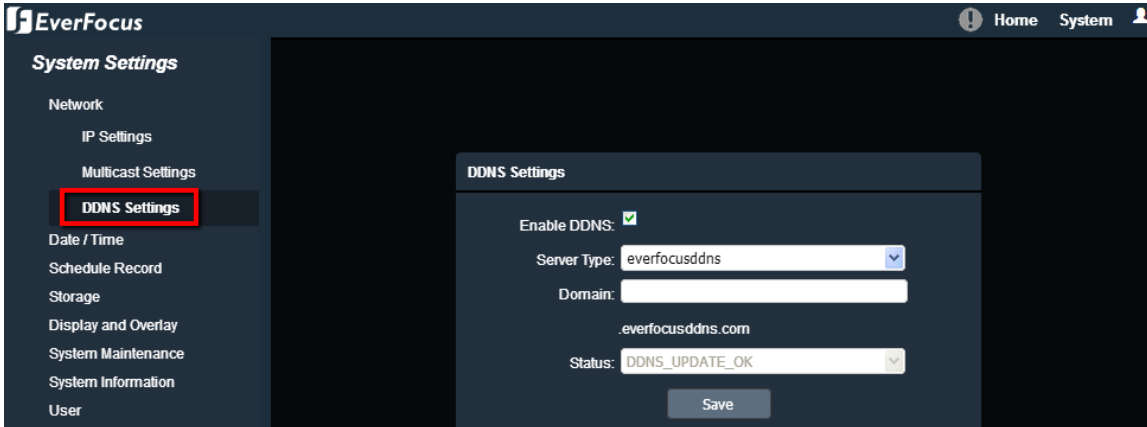 EverFocus
Home System
System Settings
Network
IP Settings
Multicast Settings
DDNS Settings
Date / Time
Schedule Record
Storage
Display and Overlay
System Maintenance
System Information
User
DDNS Settings
Enable DDNS:
Server Type: everfocusddns
Domain:
.everfocusddns.com
Status: DDNS_UPDATE_OK
Save